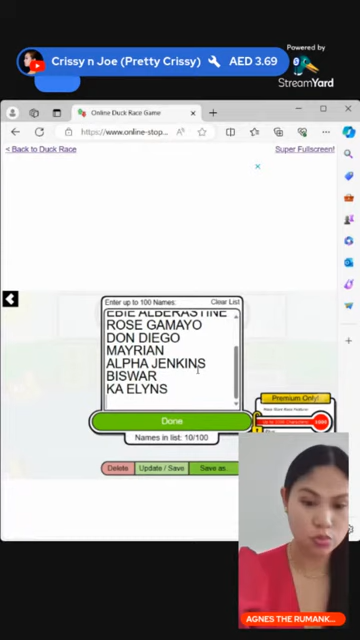 Powered by
Crissy n Joe (Pretty Crissy) AED 3.69
StreamYard
Online Duck Race Game
https://www.online-stop...
< Back to Duck Race
Super Fullscreen!
Enter up to 100 Names:
Clear List
EBIE ALBERASTINE
ROSE GAMAYO
DON DIEGO
MAYRIAN
ALPHA JENKINS
BISWAR
KA ELYNS
Done
Names in list: 10/100
Premium Only!
Delete
Update / Save
Save as.
AGNES THE RUMANK...